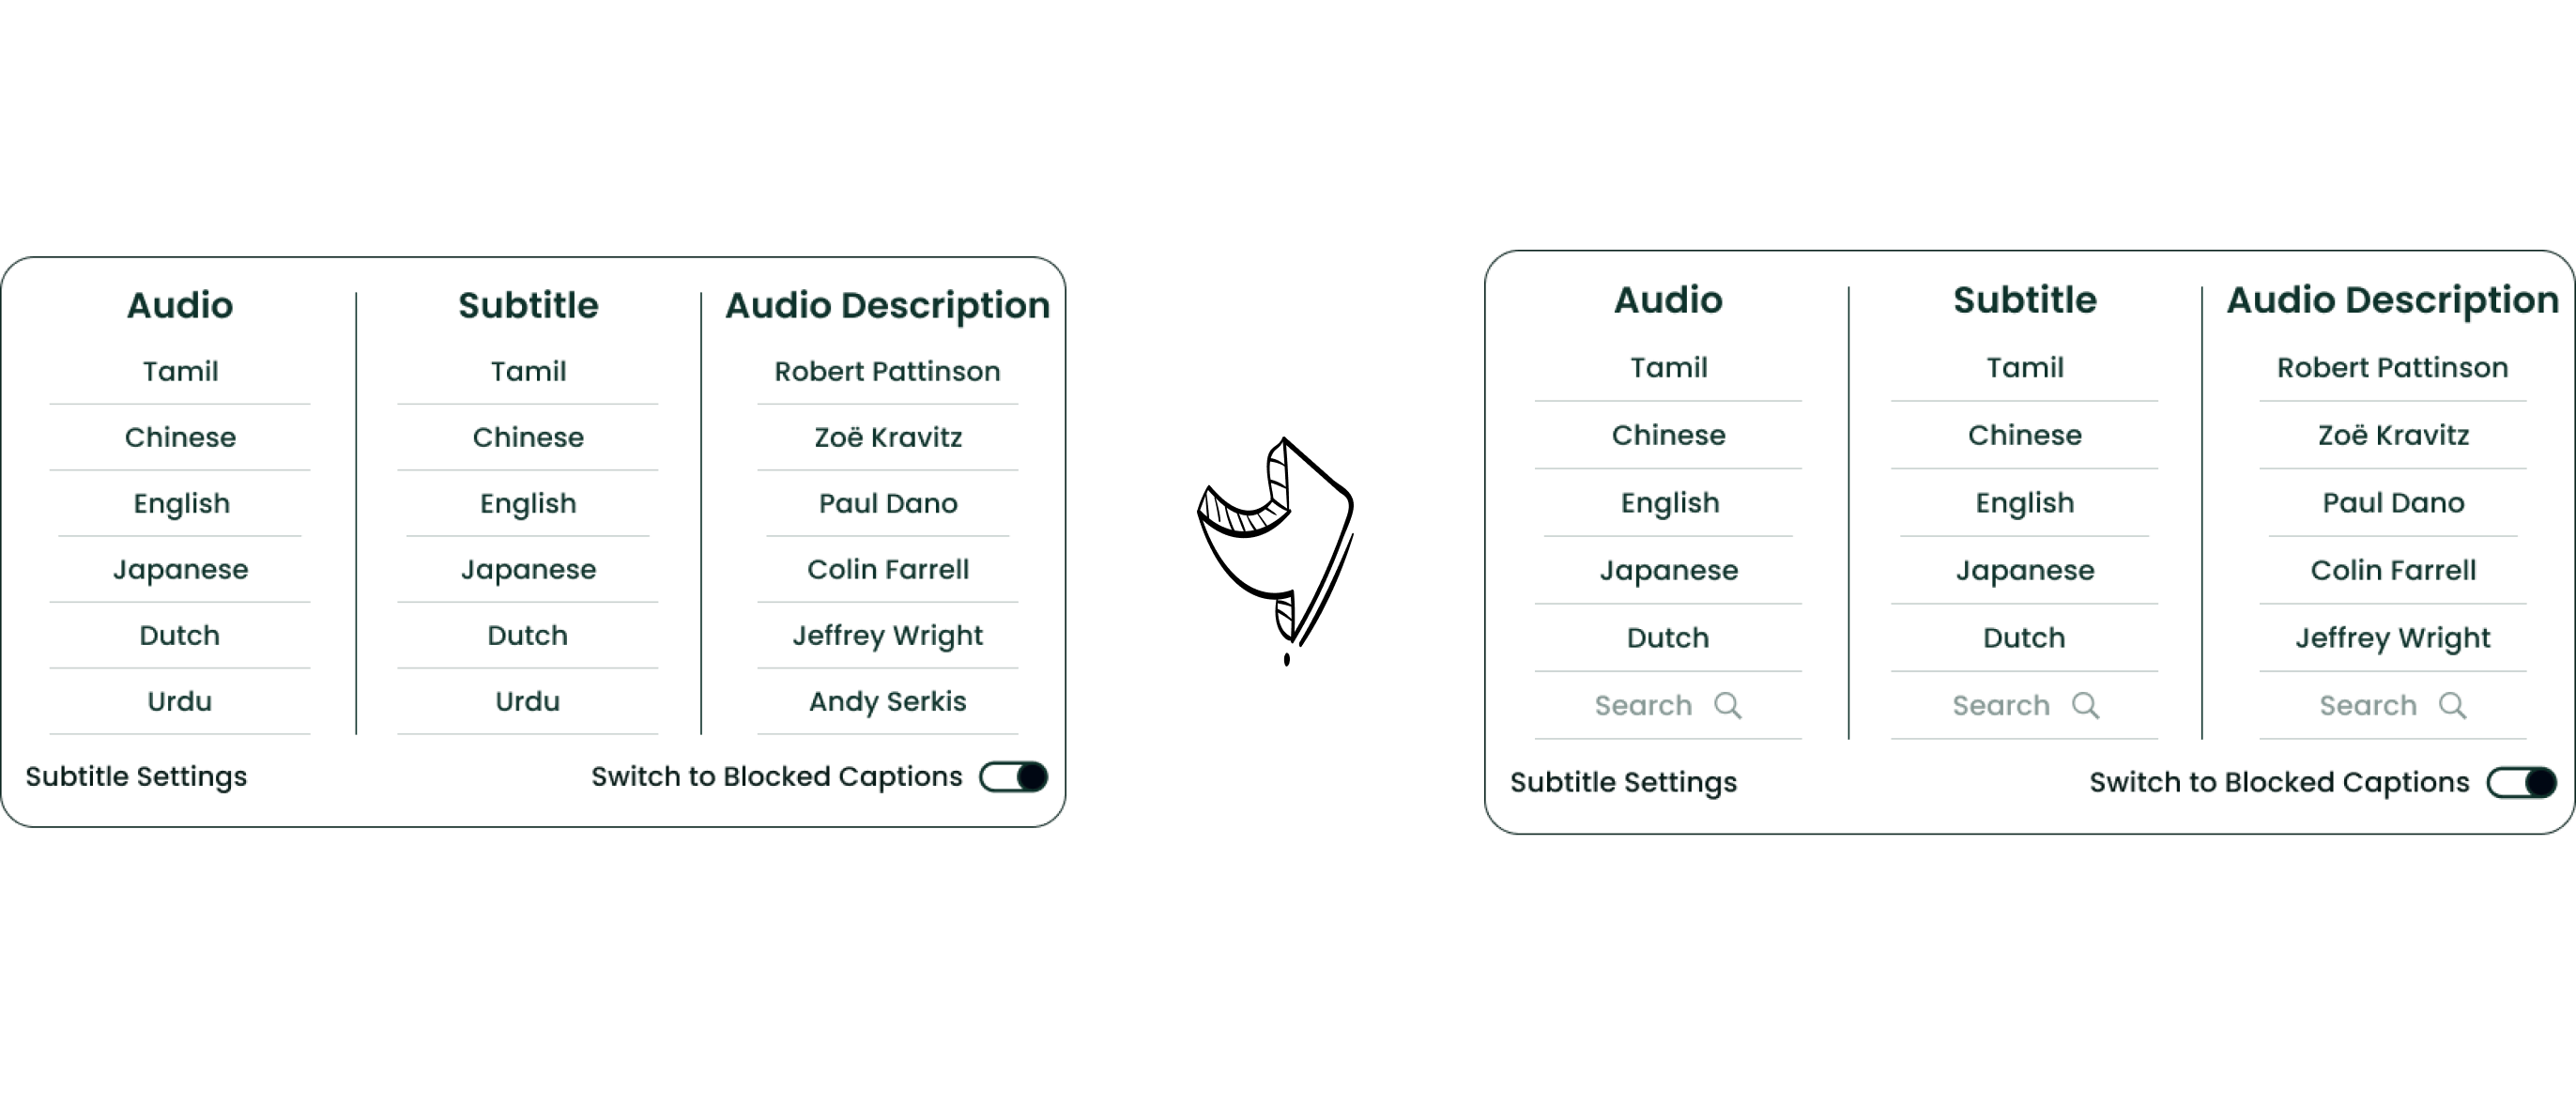 Audio
Subtitle
Audio Description
Tamil
Tamil
Robert Pattinson
Chinese
Chinese
Zoë Kravitz
English
English
Paul Dano
Japanese
Japanese
Colin Farrell
Dutch
Dutch
Jeffrey Wright
Urdu
Urdu
Andy Serkis
Subtitle Settings
Switch to Blocked Captions
Audio
Subtitle
Audio Description
Tamil
Tamil
Robert Pattinson
Chinese
Chinese
Zoë Kravitz
English
English
Paul Dano
Japanese
Japanese
Colin Farrell
Dutch
Dutch
Jeffrey Wright
Search
Search
Search
Subtitle Settings
Switch to Blocked Captions